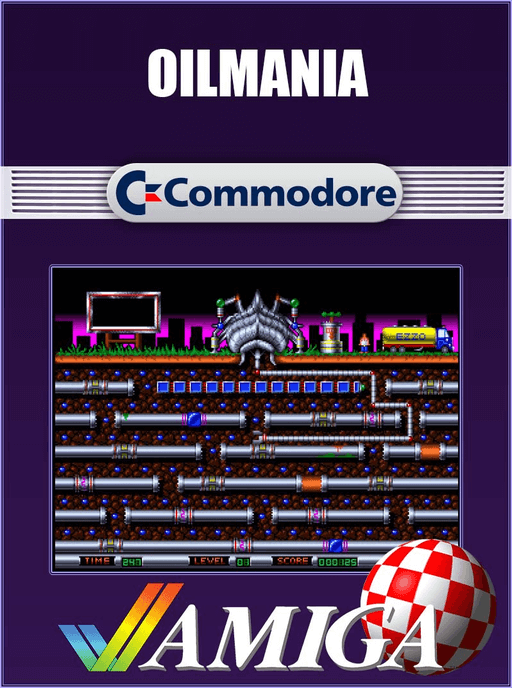 OILMANIA
Commodore
EZZO
TIME 247 LEVEL 01 SCORE 000125
AMIGA